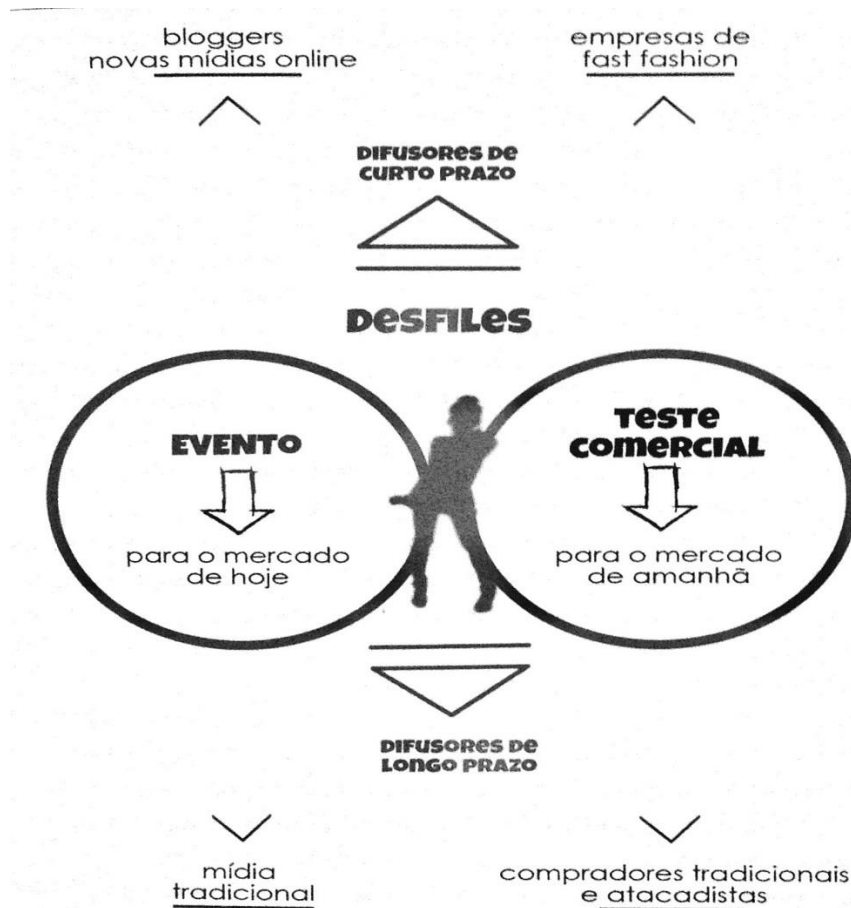 bloggers
novas mídias online
empresas de
fast fashion
DIFUSORES DE
CURTO PRAZO
DESFILES
EVENTO
para o mercado
de hoje
TESTE
COMERCIAL
para o mercado
de amanhã
DIFUSORES DE
LONGO PRAZO
mídia
tradicional
compradores tradicionais
e atacadistas